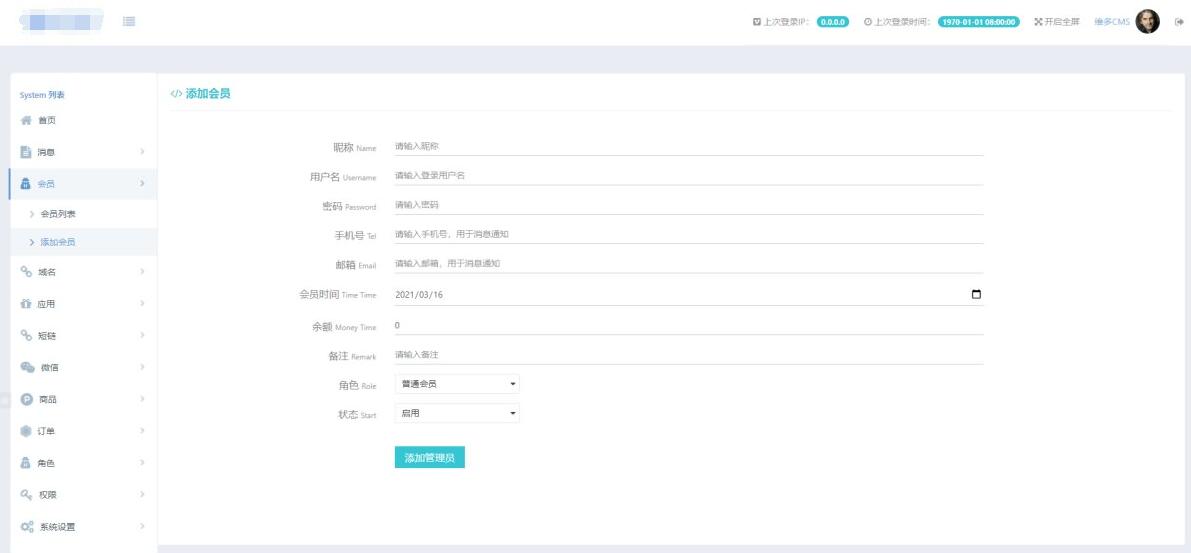 上次登录IP： 0.0.0.0 上次登录时间： 1970-01-01 08:00:00 开启全屏 维多CMS
System 列表
首页
消息
会员
会员列表
添加会员
域名
应用
短链
微信
商品
订单
角色
权限
系统设置
</> 添加会员
昵称 Name 请输入昵称
用户名 Username 请输入登录用户名
密码 Password 请输入密码
手机号 Tel 请输入手机号，用于消息通知
邮箱 Email 请输入邮箱，用于消息通知
会员时间 Time Time 2021/03/16
余额 Money Time 0
备注 Remark 请输入备注
角色 Role 普通会员
状态 Start 启用
添加管理员